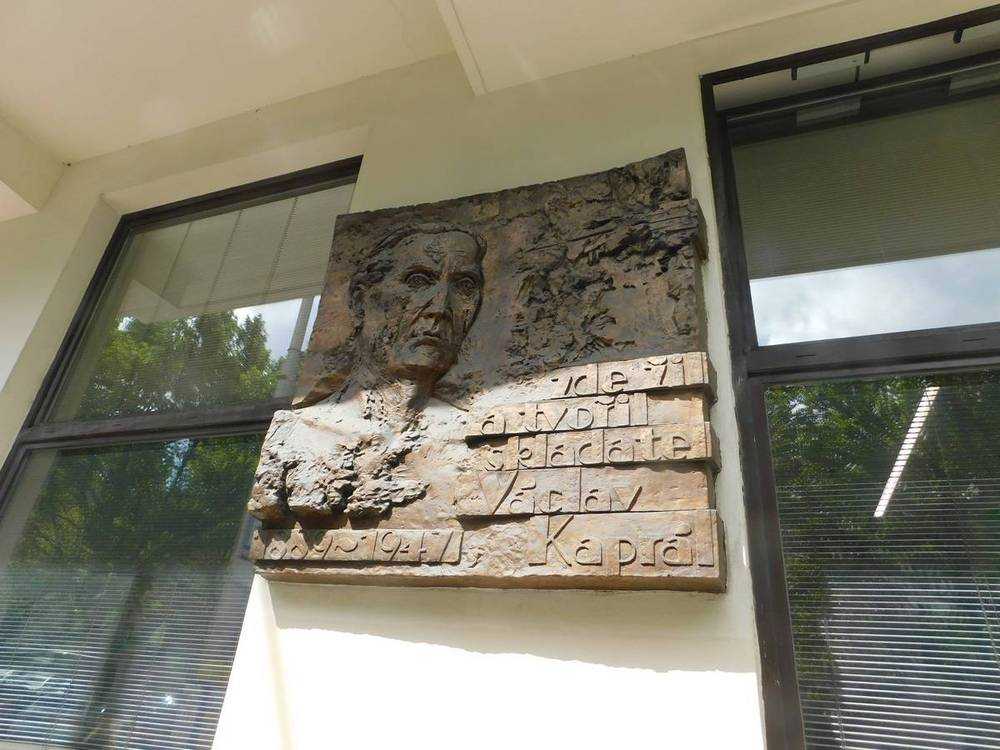 zde ži
a tvořil
skladate
Václav
1889~1947 Kaprál